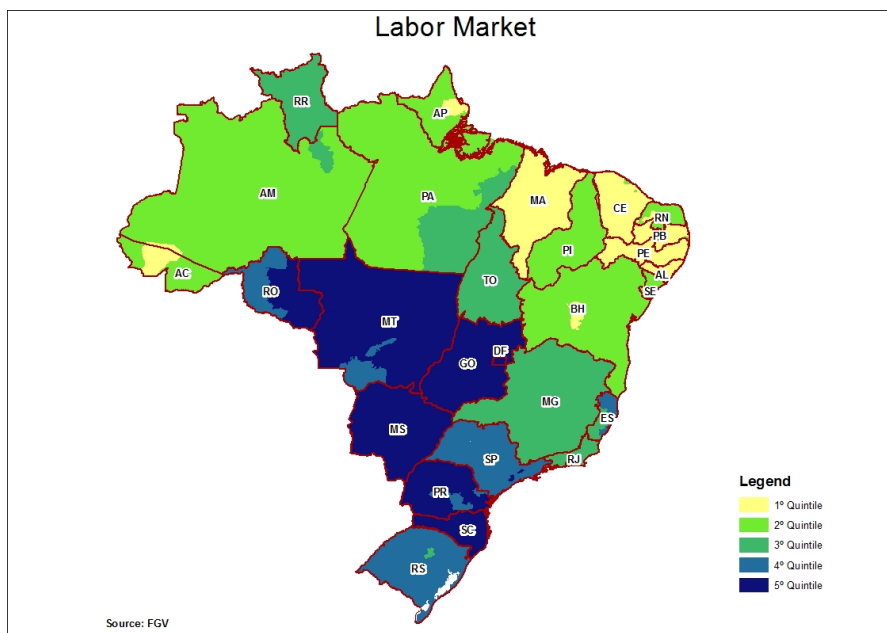 Labor Market
RR
AP
AM
PA
MA
CE
RN
PB
PE
PI
AL
SE
AC
TO
RO
BH
MT
DF
GO
MG
ES
MS
SP
RJ
PR
SC
RS
Legend
1º Quintile
2º Quintile
3º Quintile
4º Quintile
5º Quintile
Source: FGV